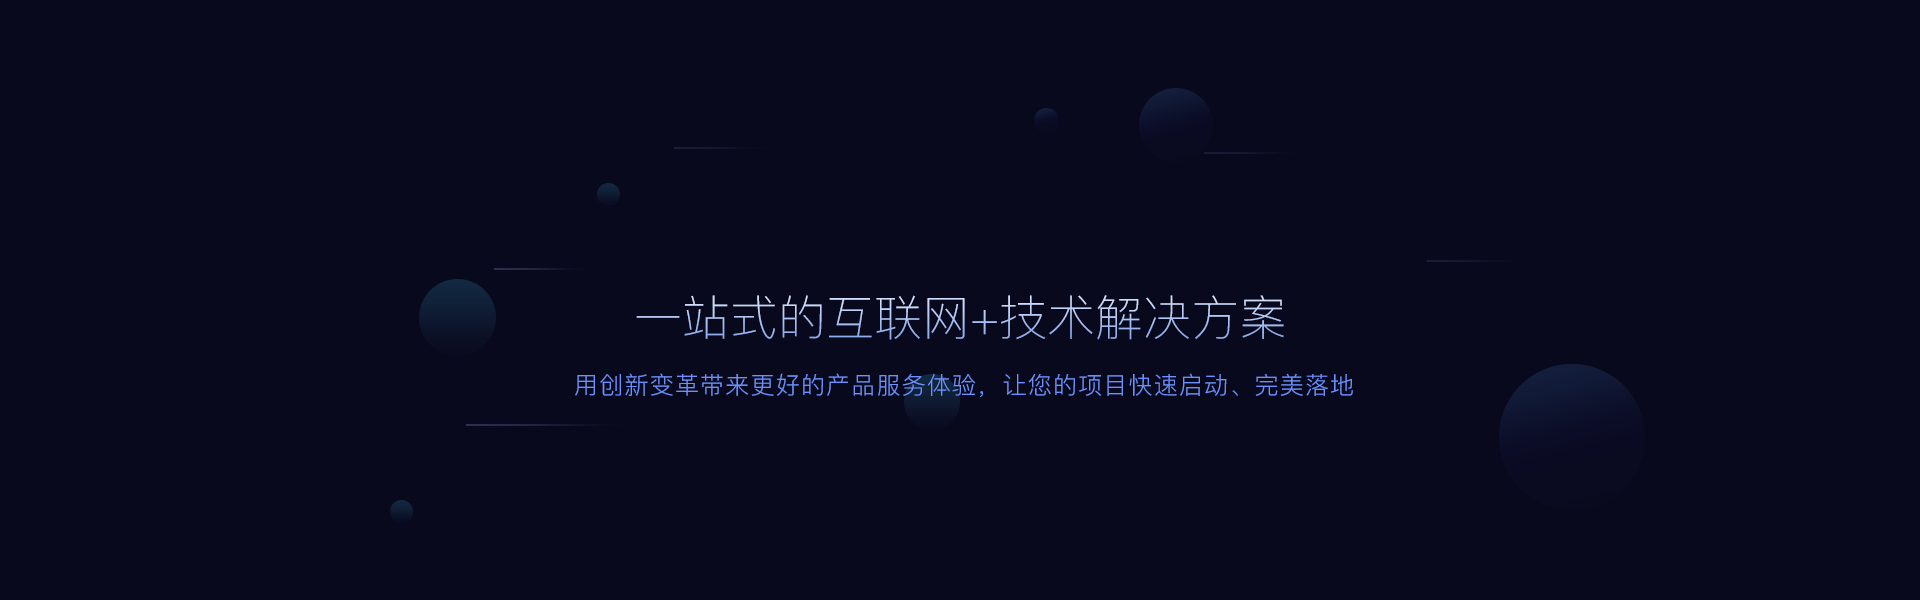 一站式的互联网+技术解决方案
用创新变革带来更好的产品服务体验，让您的项目快速启动、完美落地